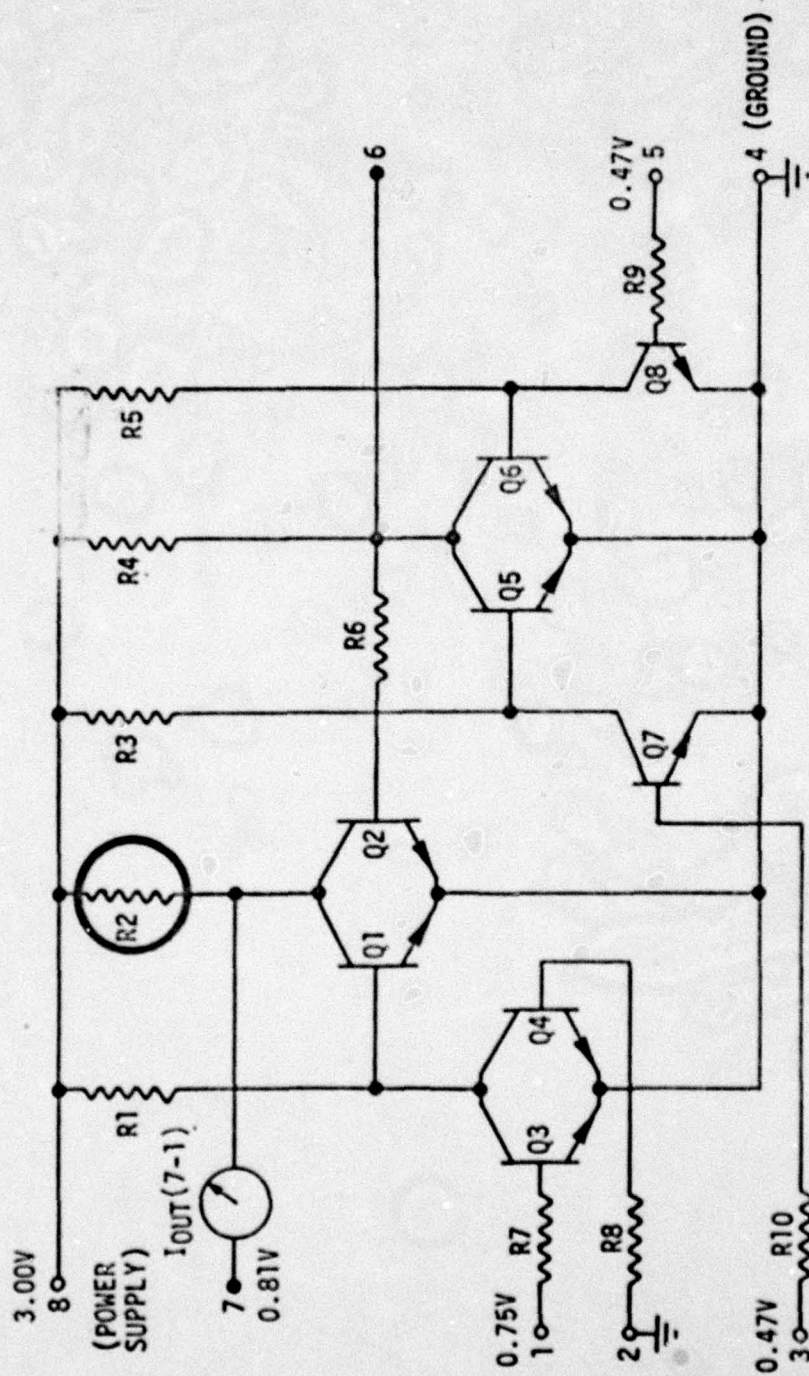 3.00V
8
(POWER
SUPPLY)
I OUT(7-1)
7
0.81V
0.75V
1
2
0.47V
3
R1
R2
R3
R4
R5
R6
R7
R8
R9
R10
Q1
Q2
Q3
Q4
Q5
Q6
Q7
Q8
6
0.47V
5
4 (GROUND)